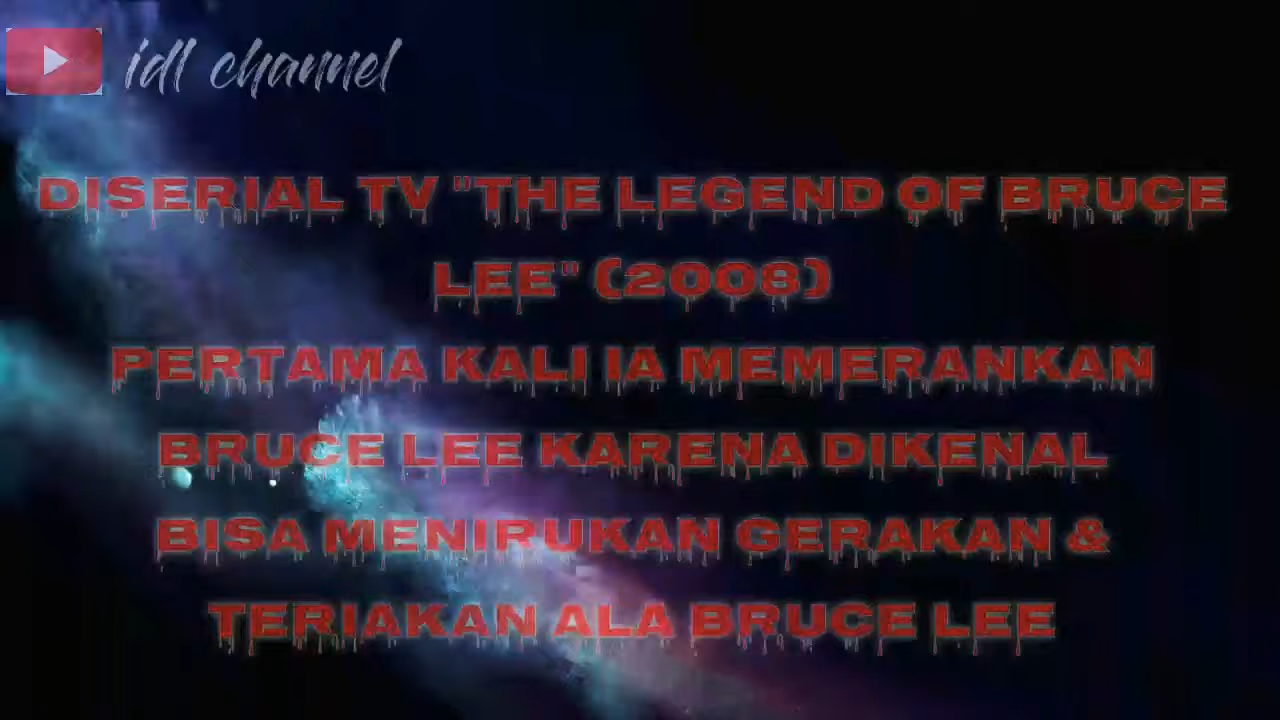 idl channel
DISERIAL TV "THE LEGEND OF BRUCE
LEE" (2008)
PERTAMA KALI IA MEMERANKAN
BRUCE LEE KARENA DIKENAL
BISA MENIRUKAN GERAKAN &
TERIAKAN ALA BRUCE LEE